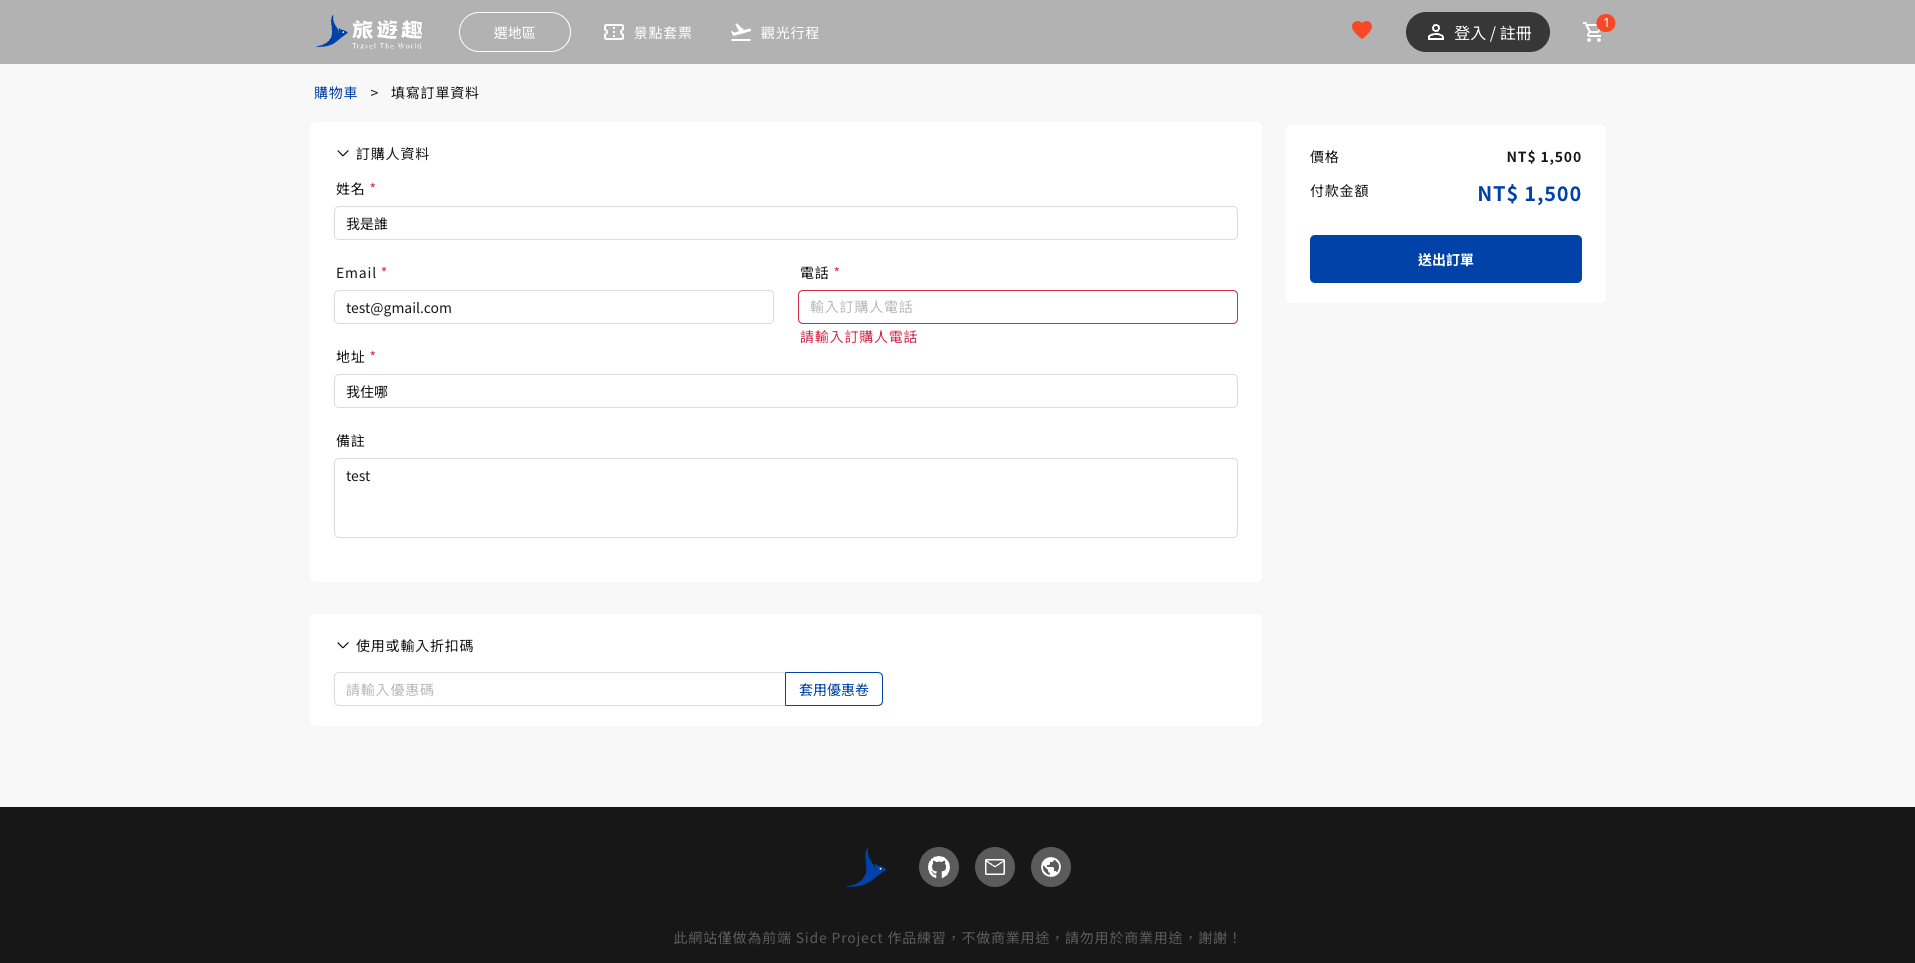 旅遊趣
Travel The World
選地區
景點套票
觀光行程
登入 / 註冊
1
購物車 > 填寫訂單資料
訂購人資料
姓名 *
我是誰
Email *
test@gmail.com
電話 *
輸入訂購人電話
請輸入訂購人電話
地址 *
我住哪
備註
test
使用或輸入折扣碼
請輸入優惠碼
套用優惠卷
價格 NT$ 1,500
付款金額 NT$ 1,500
送出訂單
此網站僅做為前端 Side Project 作品練習，不做商業用途，請勿用於商業用途，謝謝！